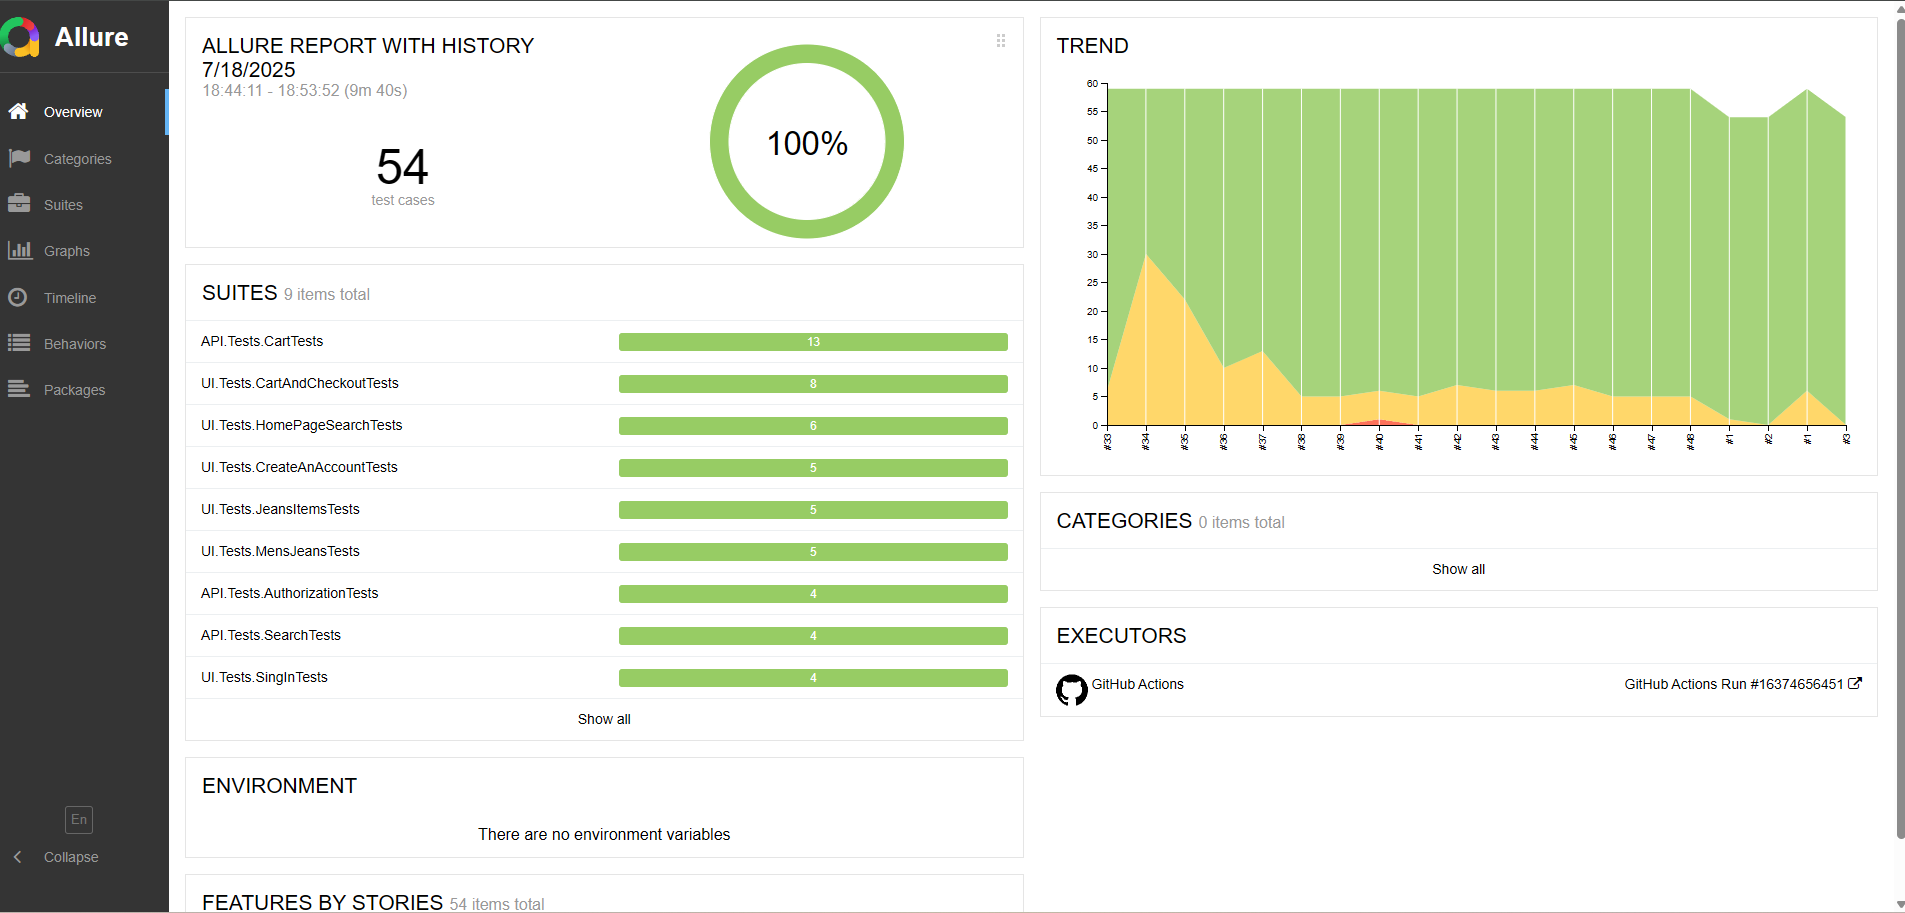 Allure
Overview
Categories
Suites
Graphs
Timeline
Behaviors
Packages
En
Collapse
ALLURE REPORT WITH HISTORY
7/18/2025
18:44:11 - 18:53:52 (9m 40s)
54
test cases
100%
SUITES 9 items total
API.Tests.CartTests 13
UI.Tests.CartAndCheckoutTests 8
UI.Tests.HomePageSearchTests 6
UI.Tests.CreateAnAccountTests 5
UI.Tests.JeansItemsTests 5
UI.Tests.MensJeansTests 5
API.Tests.AuthorizationTests 4
API.Tests.SearchTests 4
UI.Tests.SingInTests 4
Show all
ENVIRONMENT
There are no environment variables
FEATURES BY STORIES 54 items total
TREND
60
55
50
45
40
35
30
25
20
15
10
5
0
#33 #34 #35 #36 #37 #38 #39 #40 #41 #42 #43 #44 #45 #46 #47 #48 #1 #2 #1 #3
CATEGORIES 0 items total
Show all
EXECUTORS
GitHub Actions GitHub Actions Run #16374656451